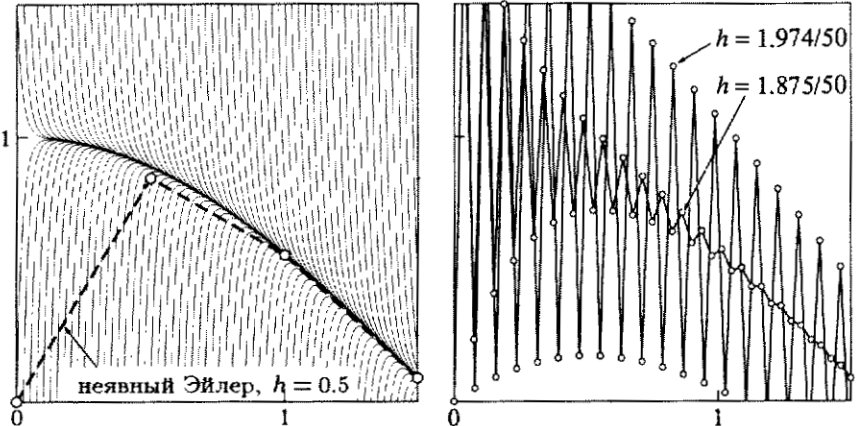 h = 1.974/50
h = 1.875/50
1
неявный Эйлер, h = 0.5
0
1
0
1